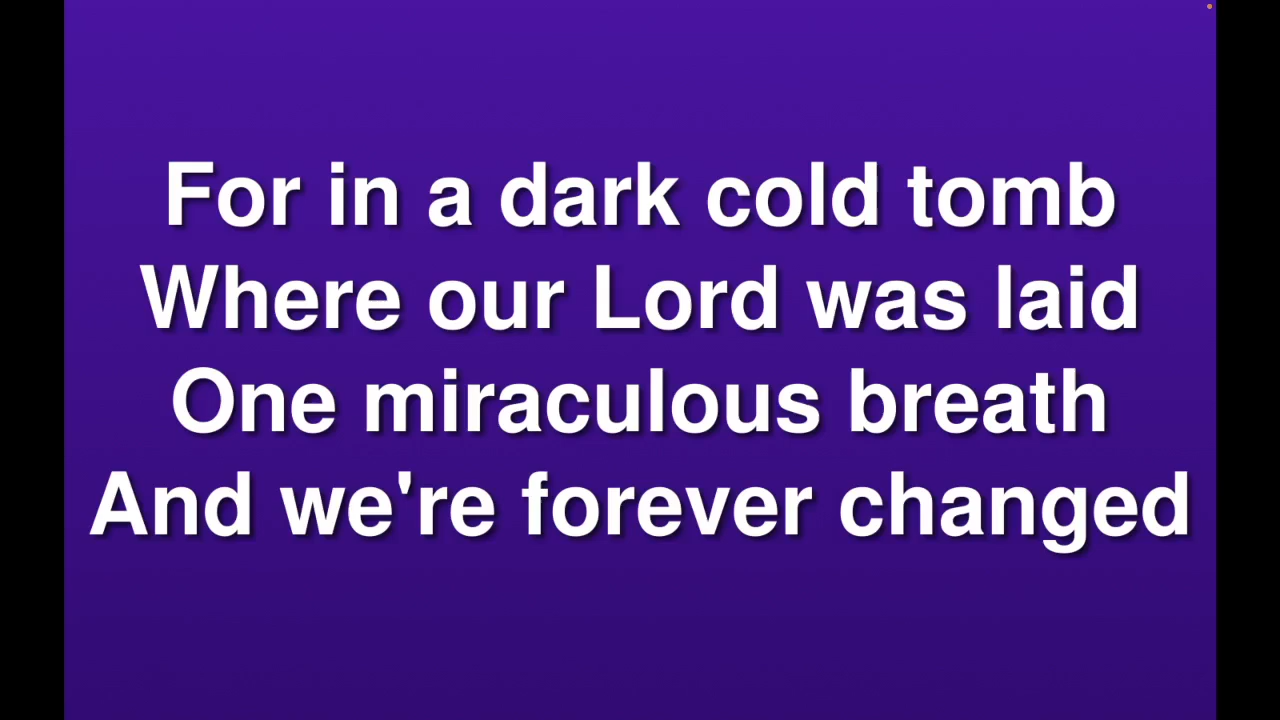 For in a dark cold tomb
Where our Lord was laid
One miraculous breath
And we're forever changed